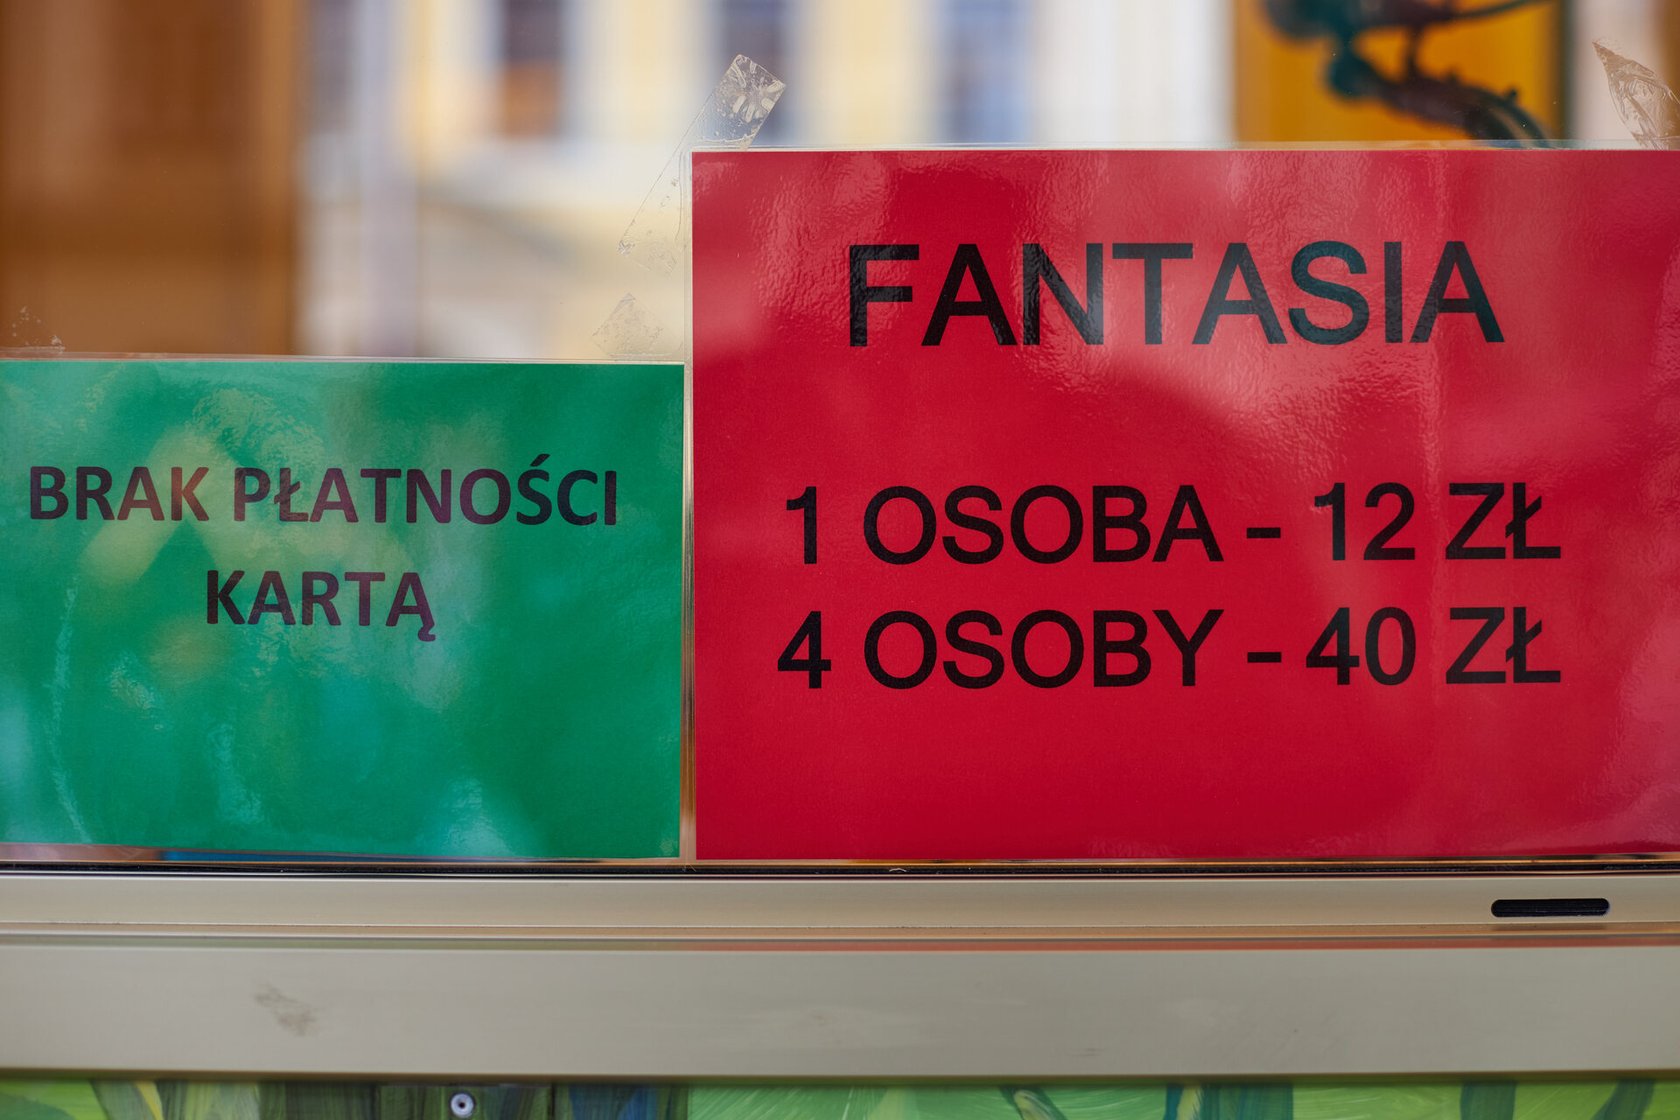 BRAK PŁATNOŚCI
KARTĄ
FANTASIA
1 OSOBA - 12 ZŁ
4 OSOBY - 40 ZŁ